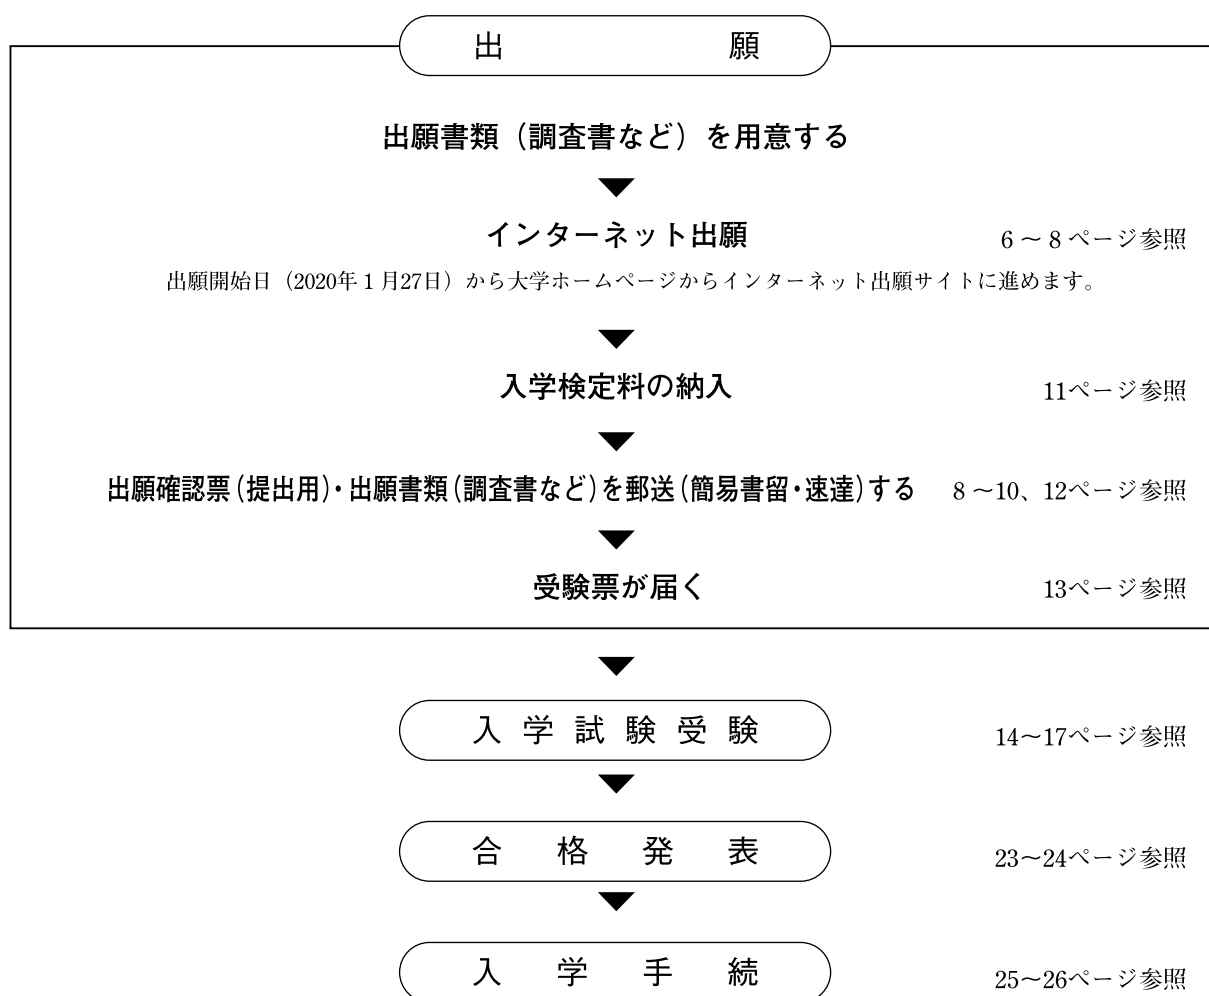 出願
出願書類（調査書など）を用意する
インターネット出願 6～8ページ参照
出願開始日（2020年1月27日）から大学ホームページからインターネット出願サイトに進めます。
入学検定料の納入 11ページ参照
出願確認票（提出用）・出願書類（調査書など）を郵送（簡易書留・速達）する 8～10、12ページ参照
受験票が届く 13ページ参照
入学試験受験 14～17ページ参照
合格発表 23～24ページ参照
入学手続 25～26ページ参照